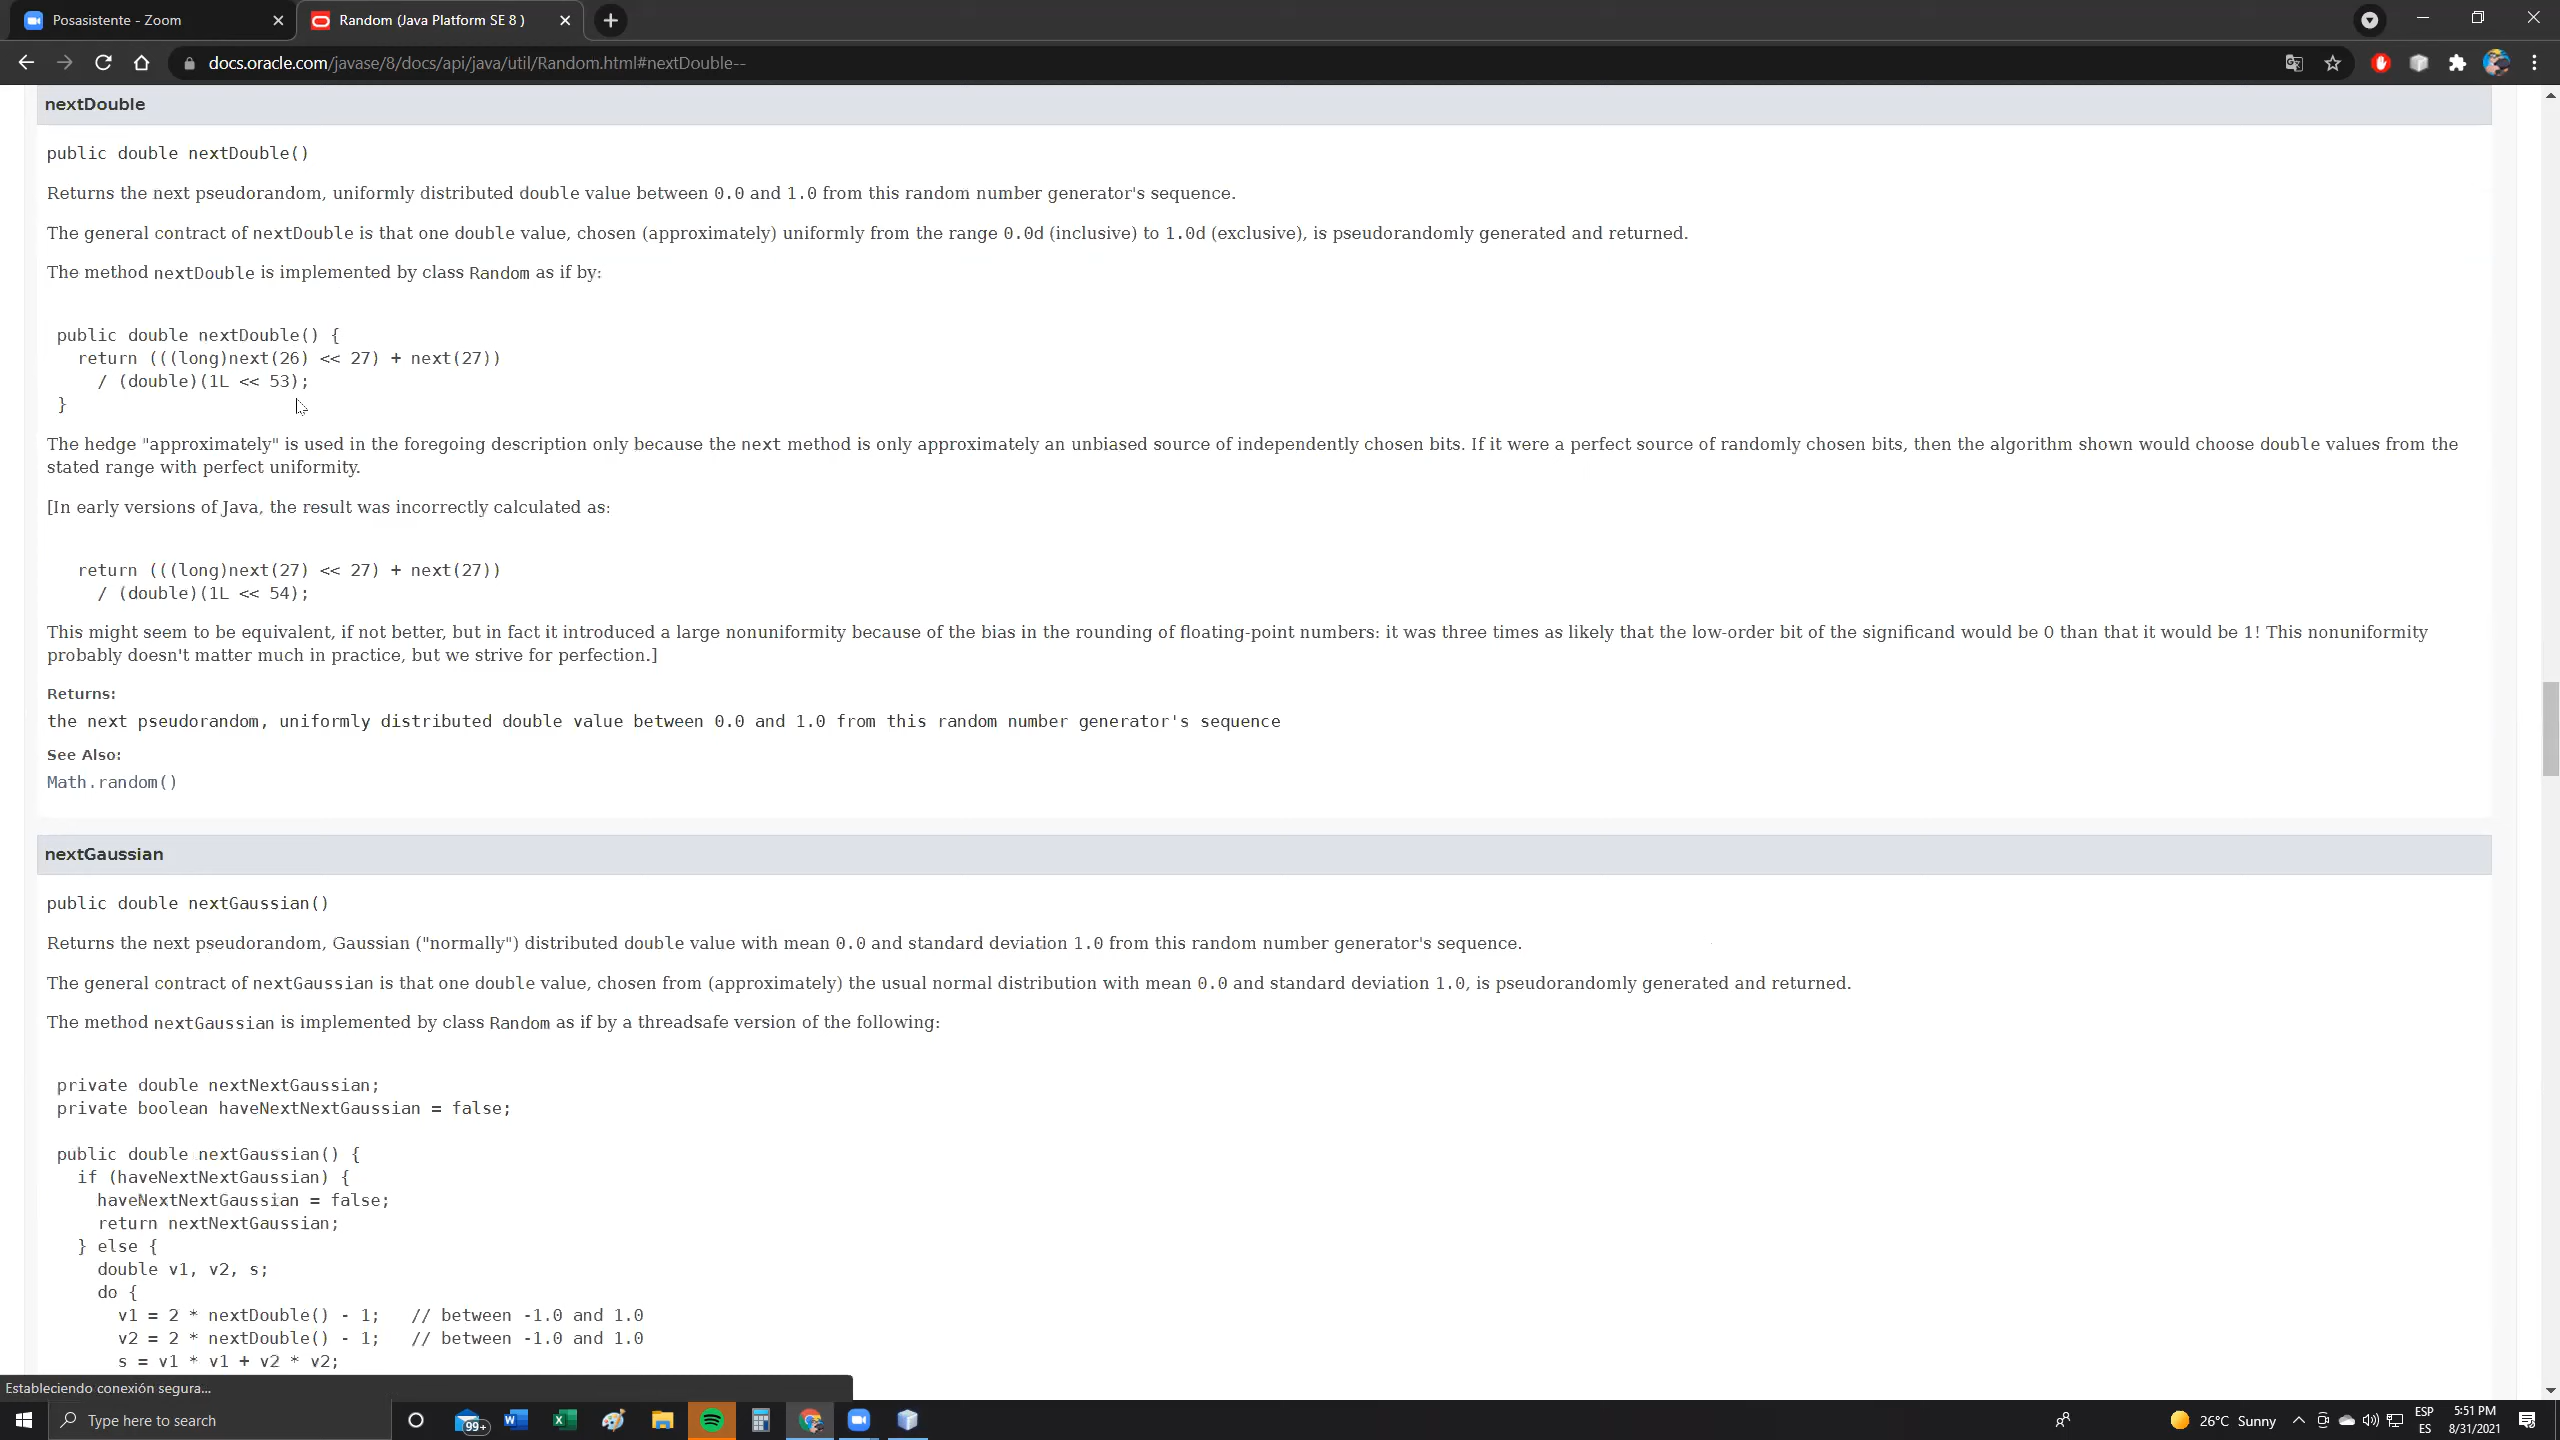 Posasistente - Zoom
Random (Java Platform SE 8 )
docs.oracle.com/javase/8/docs/api/java/util/Random.html#nextDouble--
nextDouble
public double nextDouble()
Returns the next pseudorandom, uniformly distributed double value between 0.0 and 1.0 from this random number generator's sequence.
The general contract of nextDouble is that one double value, chosen (approximately) uniformly from the range 0.0d (inclusive) to 1.0d (exclusive), is pseudorandomly generated and returned.
The method nextDouble is implemented by class Random as if by:
public double nextDouble() {
return (((long)next(26) << 27) + next(27))
/ (double)(1L << 53);
}
The hedge "approximately" is used in the foregoing description only because the next method is only approximately an unbiased source of independently chosen bits. If it were a perfect source of randomly chosen bits, then the algorithm shown would choose double values from the
stated range with perfect uniformity.
[In early versions of Java, the result was incorrectly calculated as:
return (((long)next(27) << 27) + next(27))
/ (double)(1L << 54);
This might seem to be equivalent, if not better, but in fact it introduced a large nonuniformity because of the bias in the rounding of floating-point numbers: it was three times as likely that the low-order bit of the significand would be 0 than that it would be 1! This nonuniformity
probably doesn't matter much in practice, but we strive for perfection.]
Returns:
the next pseudorandom, uniformly distributed double value between 0.0 and 1.0 from this random number generator's sequence
See Also:
Math.random()
nextGaussian
public double nextGaussian()
Returns the next pseudorandom, Gaussian ("normally") distributed double value with mean 0.0 and standard deviation 1.0 from this random number generator's sequence.
The general contract of nextGaussian is that one double value, chosen from (approximately) the usual normal distribution with mean 0.0 and standard deviation 1.0, is pseudorandomly generated and returned.
The method nextGaussian is implemented by class Random as if by a threadsafe version of the following:
private double nextNextGaussian;
private boolean haveNextNextGaussian = false;
public double nextGaussian() {
if (haveNextNextGaussian) {
haveNextNextGaussian = false;
return nextNextGaussian;
} else {
double v1, v2, s;
do {
v1 = 2 * nextDouble() - 1;   // between -1.0 and 1.0
v2 = 2 * nextDouble() - 1;   // between -1.0 and 1.0
s = v1 * v1 + v2 * v2;
Estableciendo conexión segura...
Type here to search
99+
26°C Sunny
ESP
ES
5:51 PM
8/31/2021